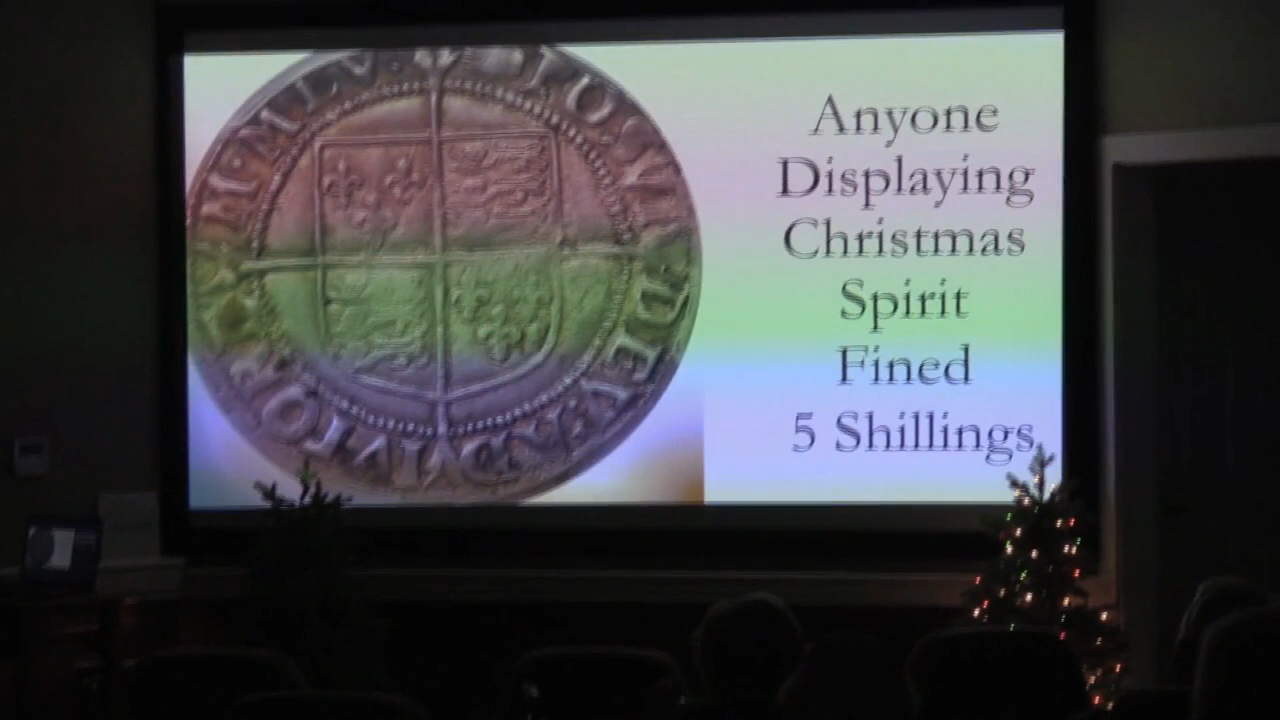 Anyone
Displaying
Christmas
Spirit
Fined
5 Shillings